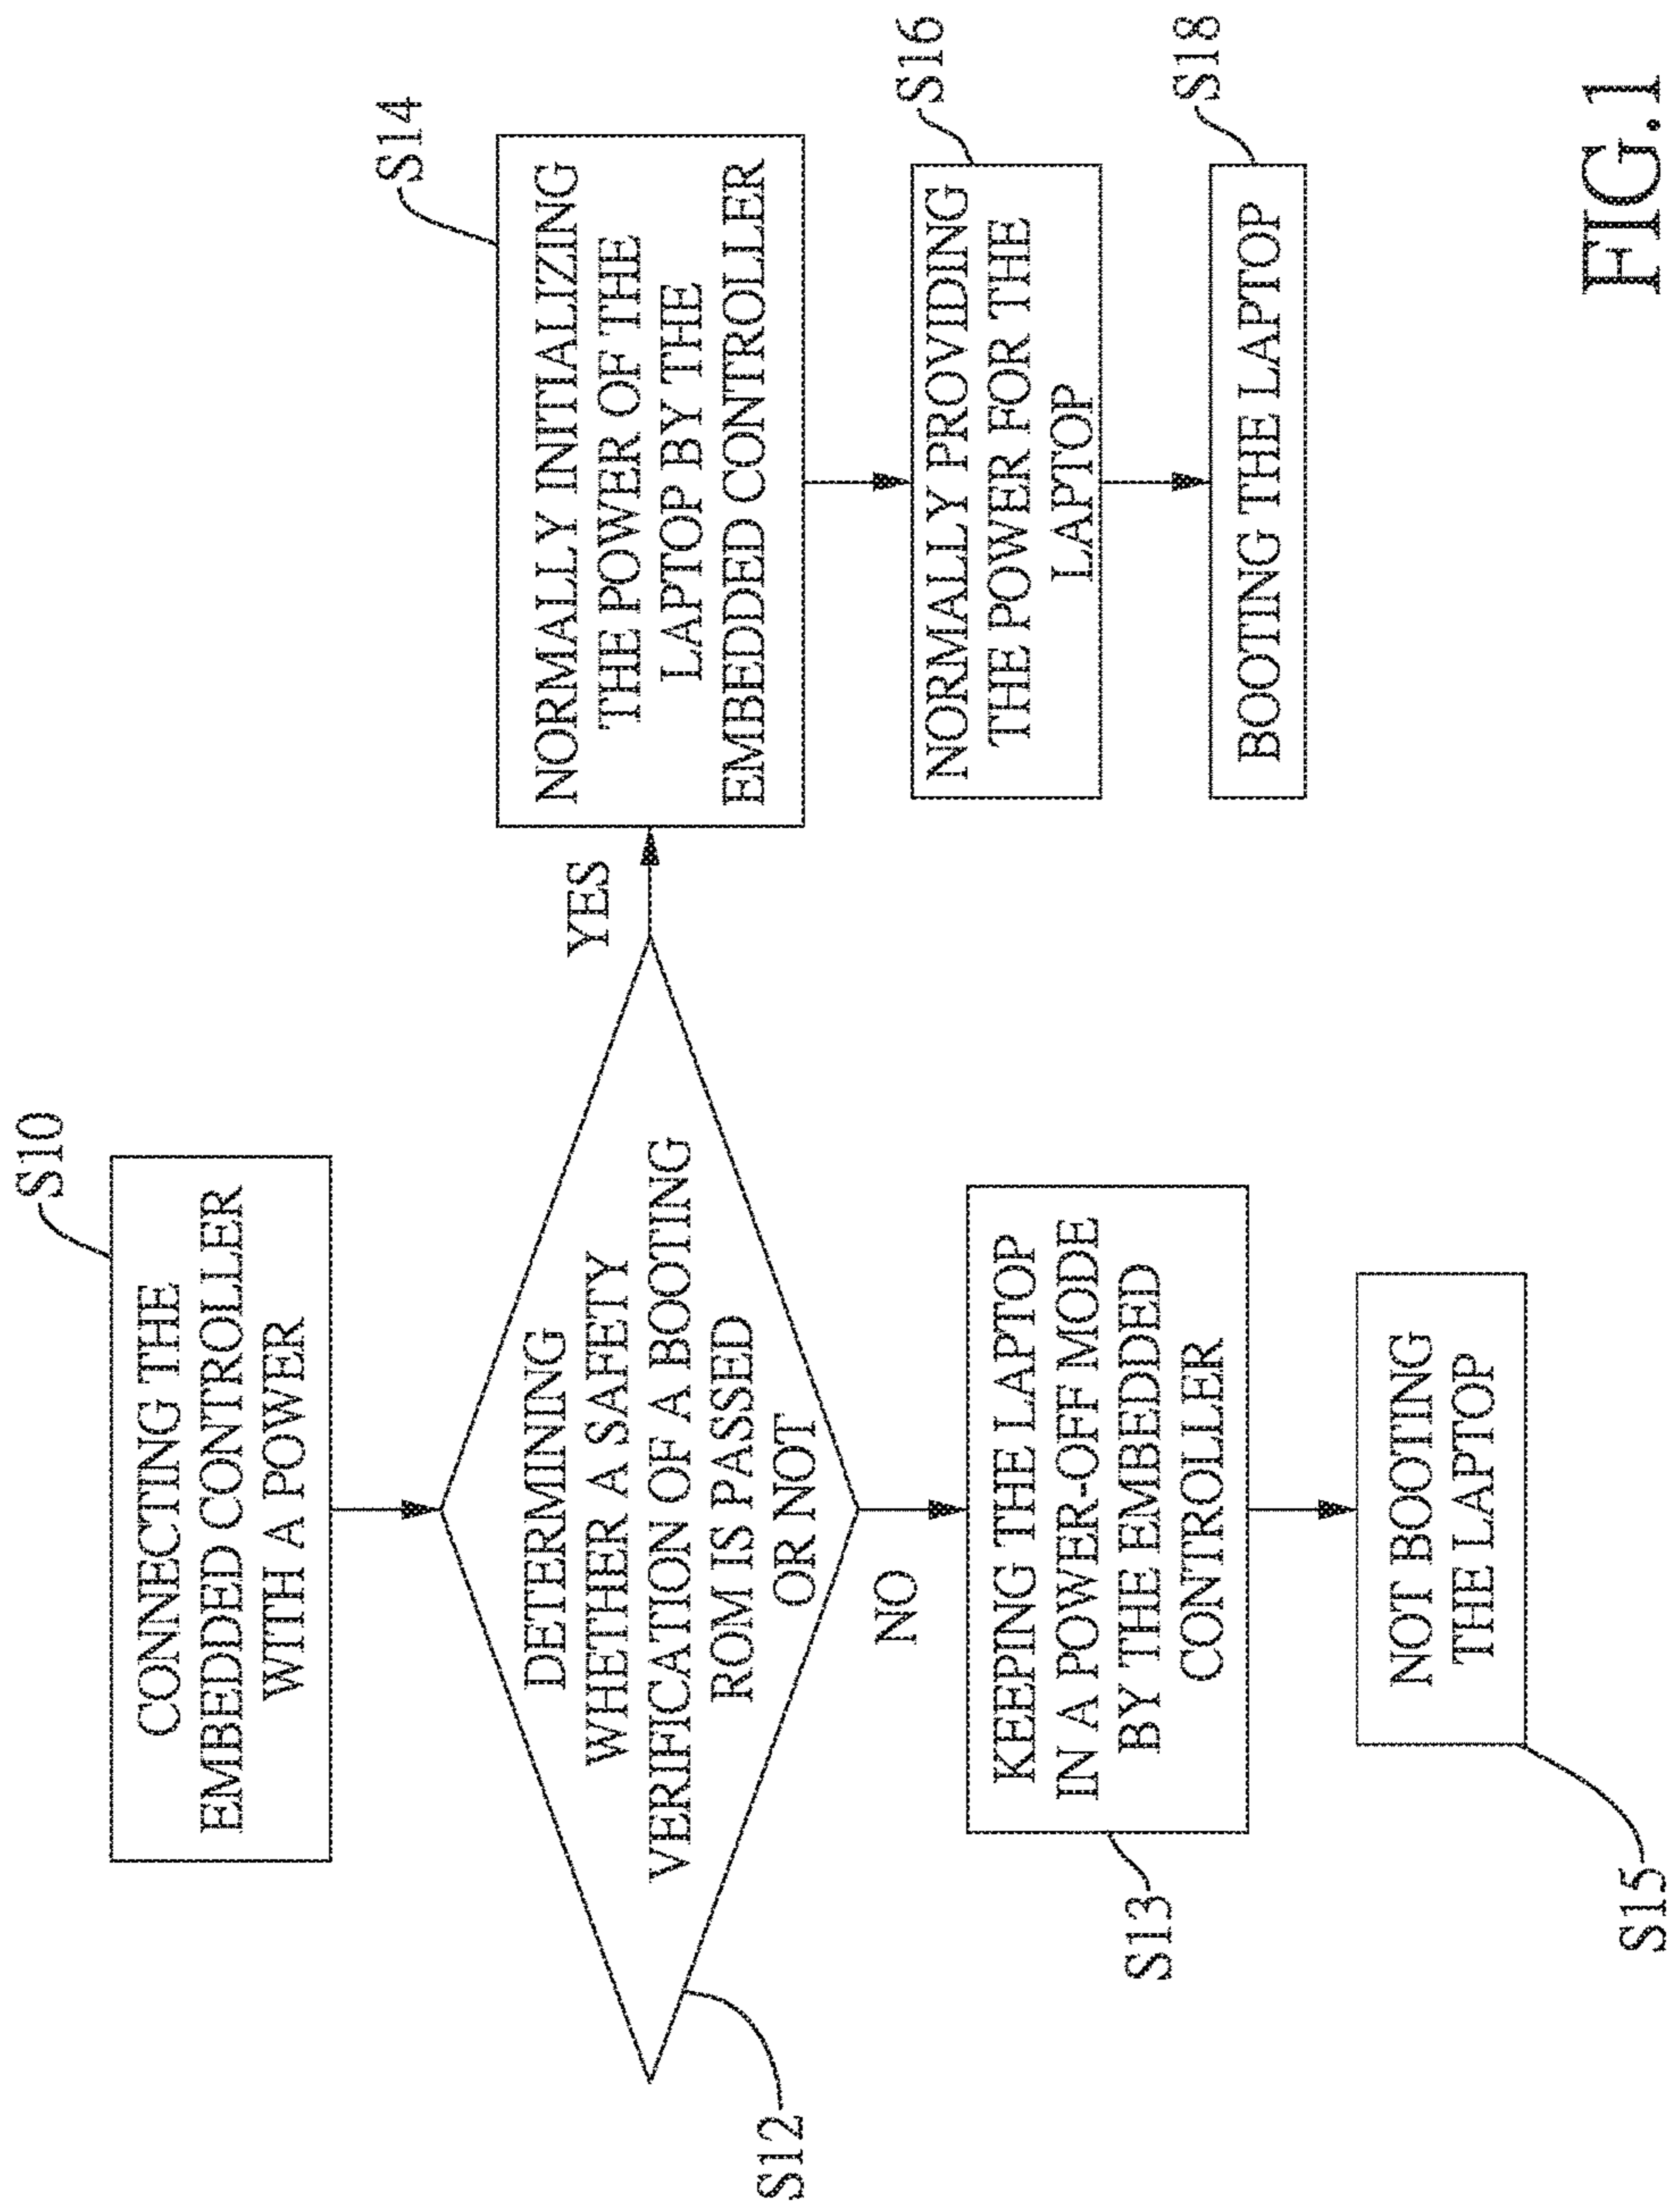 S10
CONNECTING THE
EMBEDDED CONTROLLER
WITH A POWER
S12
DETERMINING
WHETHER A SAFETY
VERIFICATION OF A BOOTING
ROM IS PASSED
OR NOT
YES
S14
NORMALLY INITIALIZING
THE POWER OF THE
LAPTOP BY THE
EMBEDDED CONTROLLER
S16
NORMALLY PROVIDING
THE POWER FOR THE
LAPTOP
S18
BOOTING THE LAPTOP
NO
S13
KEEPING THE LAPTOP
IN A POWER-OFF MODE
BY THE EMBEDDED
CONTROLLER
S15
NOT BOOTING
THE LAPTOP
FIG.1